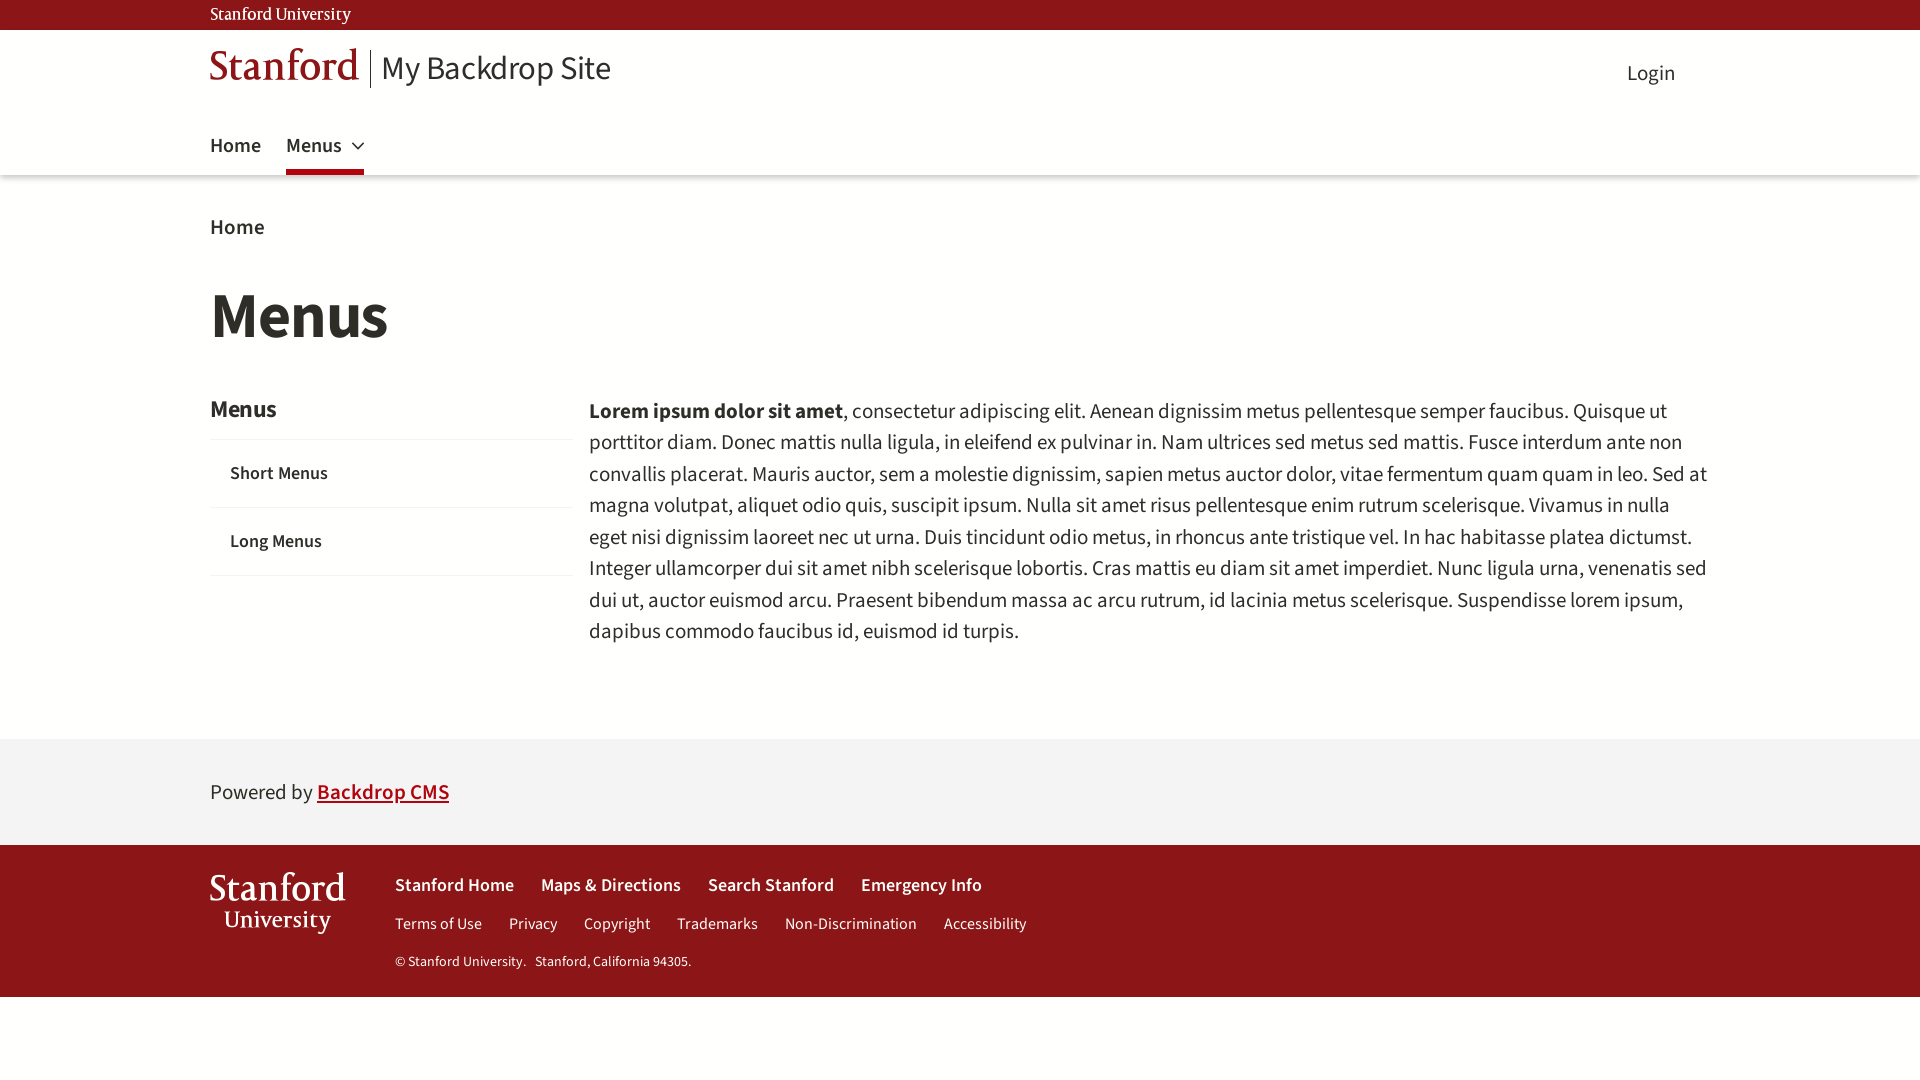 Stanford University
Stanford My Backdrop Site
Login
Home Menus
Home
Menus
Menus
Short Menus
Long Menus
Lorem ipsum dolor sit amet, consectetur adipiscing elit. Aenean dignissim metus pellentesque semper faucibus. Quisque ut
porttitor diam. Donec mattis nulla ligula, in eleifend ex pulvinar in. Nam ultrices sed metus sed mattis. Fusce interdum ante non
convallis placerat. Mauris auctor, sem a molestie dignissim, sapien metus auctor dolor, vitae fermentum quam quam in leo. Sed at
magna volutpat, aliquet odio quis, suscipit ipsum. Nulla sit amet risus pellentesque enim rutrum scelerisque. Vivamus in nulla
eget nisi dignissim laoreet nec ut urna. Duis tincidunt odio metus, in rhoncus ante tristique vel. In hac habitasse platea dictumst.
Integer ullamcorper dui sit amet nibh scelerisque lobortis. Cras mattis eu diam sit amet imperdiet. Nunc ligula urna, venenatis sed
dui ut, auctor euismod arcu. Praesent bibendum massa ac arcu rutrum, id lacinia metus scelerisque. Suspendisse lorem ipsum,
dapibus commodo faucibus id, euismod id turpis.
Powered by Backdrop CMS
Stanford
University
Stanford Home Maps & Directions Search Stanford Emergency Info
Terms of Use Privacy Copyright Trademarks Non-Discrimination Accessibility
© Stanford University. Stanford, California 94305.